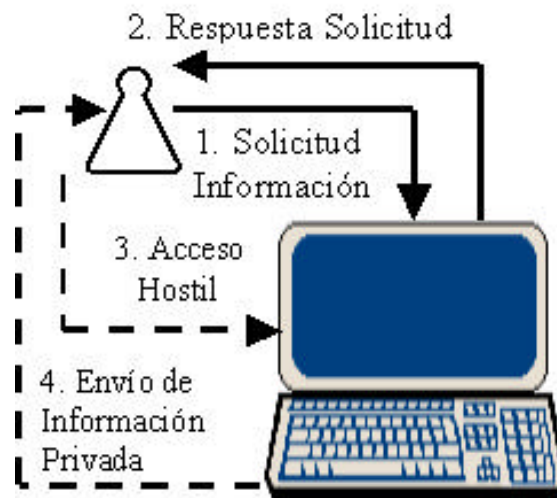 2. Respuesta Solicitud
1. Solicitud
Información
3. Acceso
Hostil
4. Envío de
Información
Privada